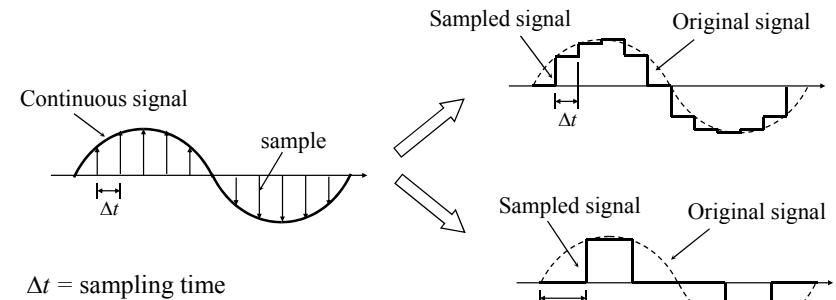 Sampled signal
Original signal
Δt
Continuous signal
sample
Δt
Sampled signal
Original signal
Δt = sampling time